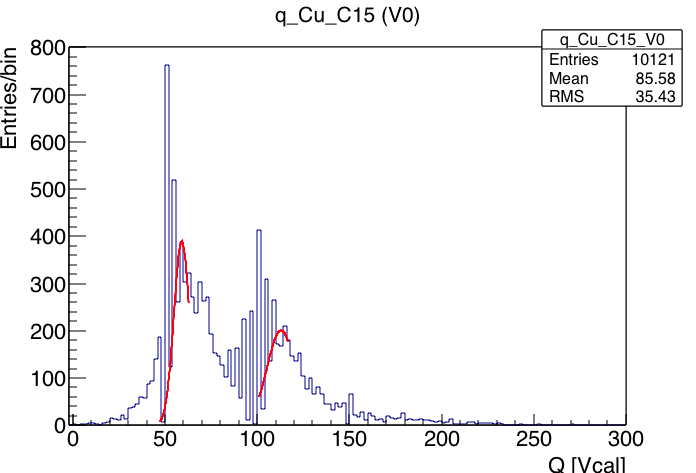 q_Cu_C15 (V0)
q_Cu_C15_V0
Entries 10121
Mean 85.58
RMS 35.43
Entries/bin
800
700
600
500
400
300
200
100
0
0 50 100 150 200 250 300
Q [Vcal]